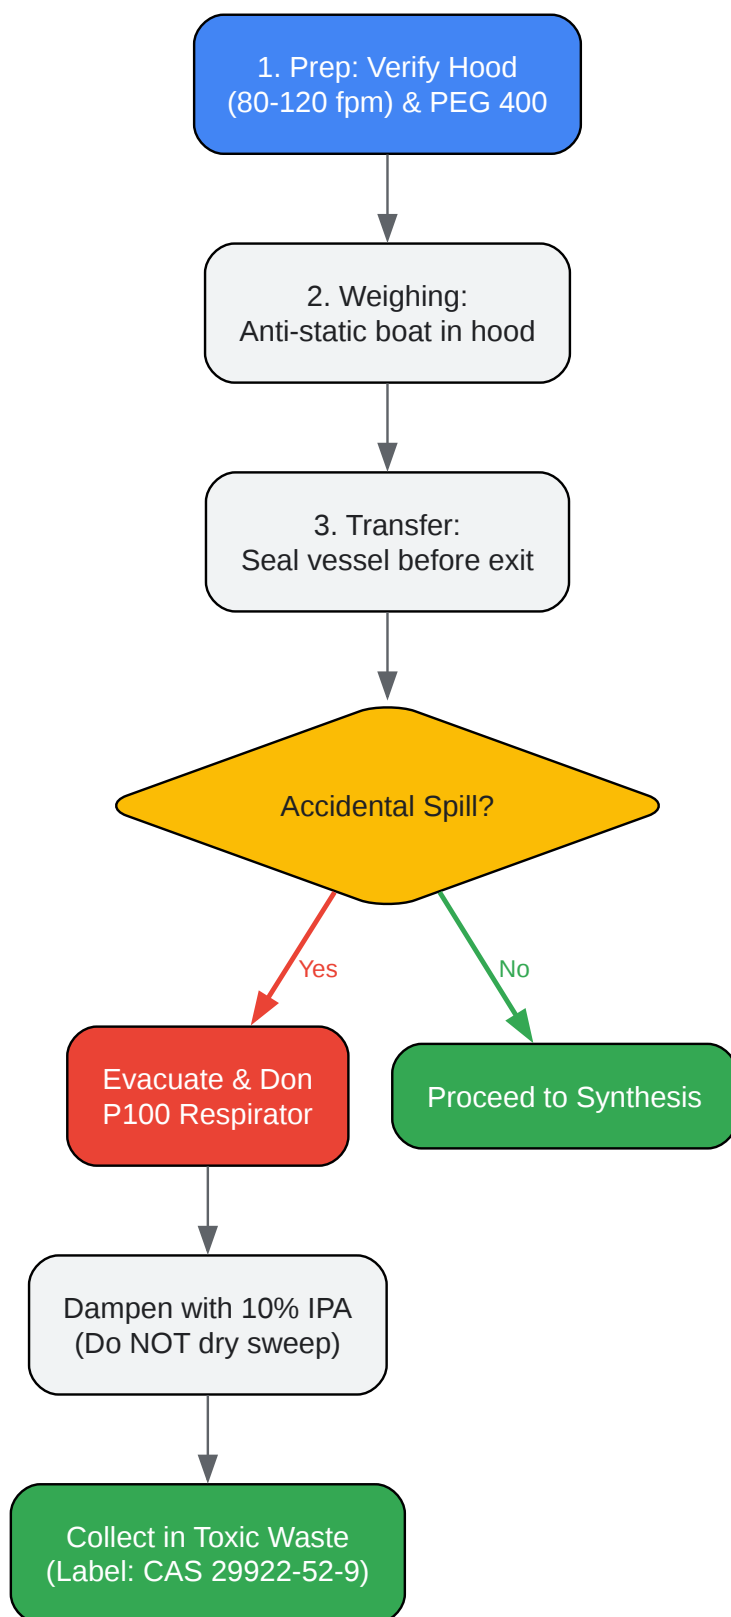 1. Prep: Verify Hood
(80-120 fpm) & PEG 400
2. Weighing:
Anti-static boat in hood
3. Transfer:
Seal vessel before exit
Accidental Spill?
Yes
No
Evacuate & Don
P100 Respirator
Proceed to Synthesis
Dampen with 10% IPA
(Do NOT dry sweep)
Collect in Toxic Waste
(Label: CAS 29922-52-9)